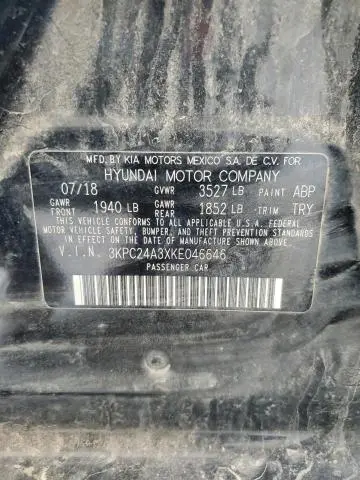 MFD. BY KIA MOTORS MEXICO S.A. DE C.V. FOR
HYUNDAI MOTOR COMPANY
07/18 GVWR 3527 LB PAINT ABP
GAWR FRONT 1940 LB GAWR REAR 1852 LB TRIM TRY
THIS VEHICLE CONFORMS TO ALL APPLICABLE U.S.A. FEDERAL
MOTOR VEHICLE SAFETY, BUMPER, AND THEFT PREVENTION STANDARDS
IN EFFECT ON THE DATE OF MANUFACTURE SHOWN ABOVE.
V.I.N. 3KPC24A3XKE046646
PASSENGER CAR